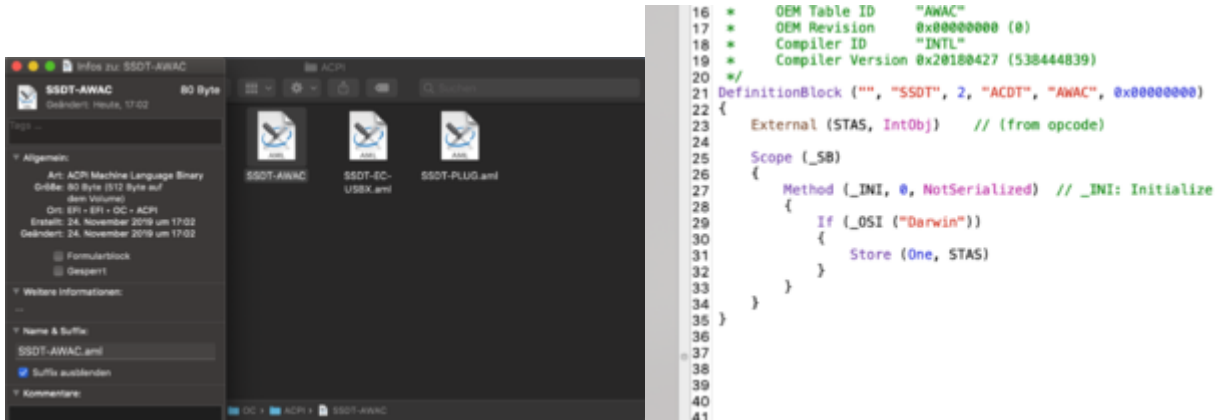 Infos zu: SSDT-AWAC
SSDT-AWAC 80 Byte
Geändert: Heute, 17:02
Tags ...
Allgemein:
Art: ACPI Machine Language Binary
Größe: 80 Byte (512 Byte auf
dem Volume)
Ort: EFI • EFI • OC • ACPI
Erstellt: 24. November 2019 um 17:02
Geändert: 24. November 2019 um 17:02
Formularblock
Gesperrt
Weitere Informationen:
--
Name & Suffix:
SSDT-AWAC.aml
Suffix ausblenden
Kommentare:
ACPI
Suchen
AML AML AML
SSDT-AWAC SSDT-EC- SSDT-PLUG.aml
USBX.aml
OC › ACPI › SSDT-AWAC
16 * OEM Table ID "AWAC"
17 * OEM Revision 0x00000000 (0)
18 * Compiler ID "INTL"
19 * Compiler Version 0x20180427 (538444839)
20 */
21 DefinitionBlock ("", "SSDT", 2, "ACDT", "AWAC", 0x00000000)
22 {
23 External (STAS, IntObj) // (from opcode)
24
25 Scope (_SB)
26 {
27 Method (_INI, 0, NotSerialized) // _INI: Initialize
28 {
29 If (_OSI ("Darwin"))
30 {
31 Store (One, STAS)
32 }
33 }
34 }
35 }
36
37
38
39
40
41